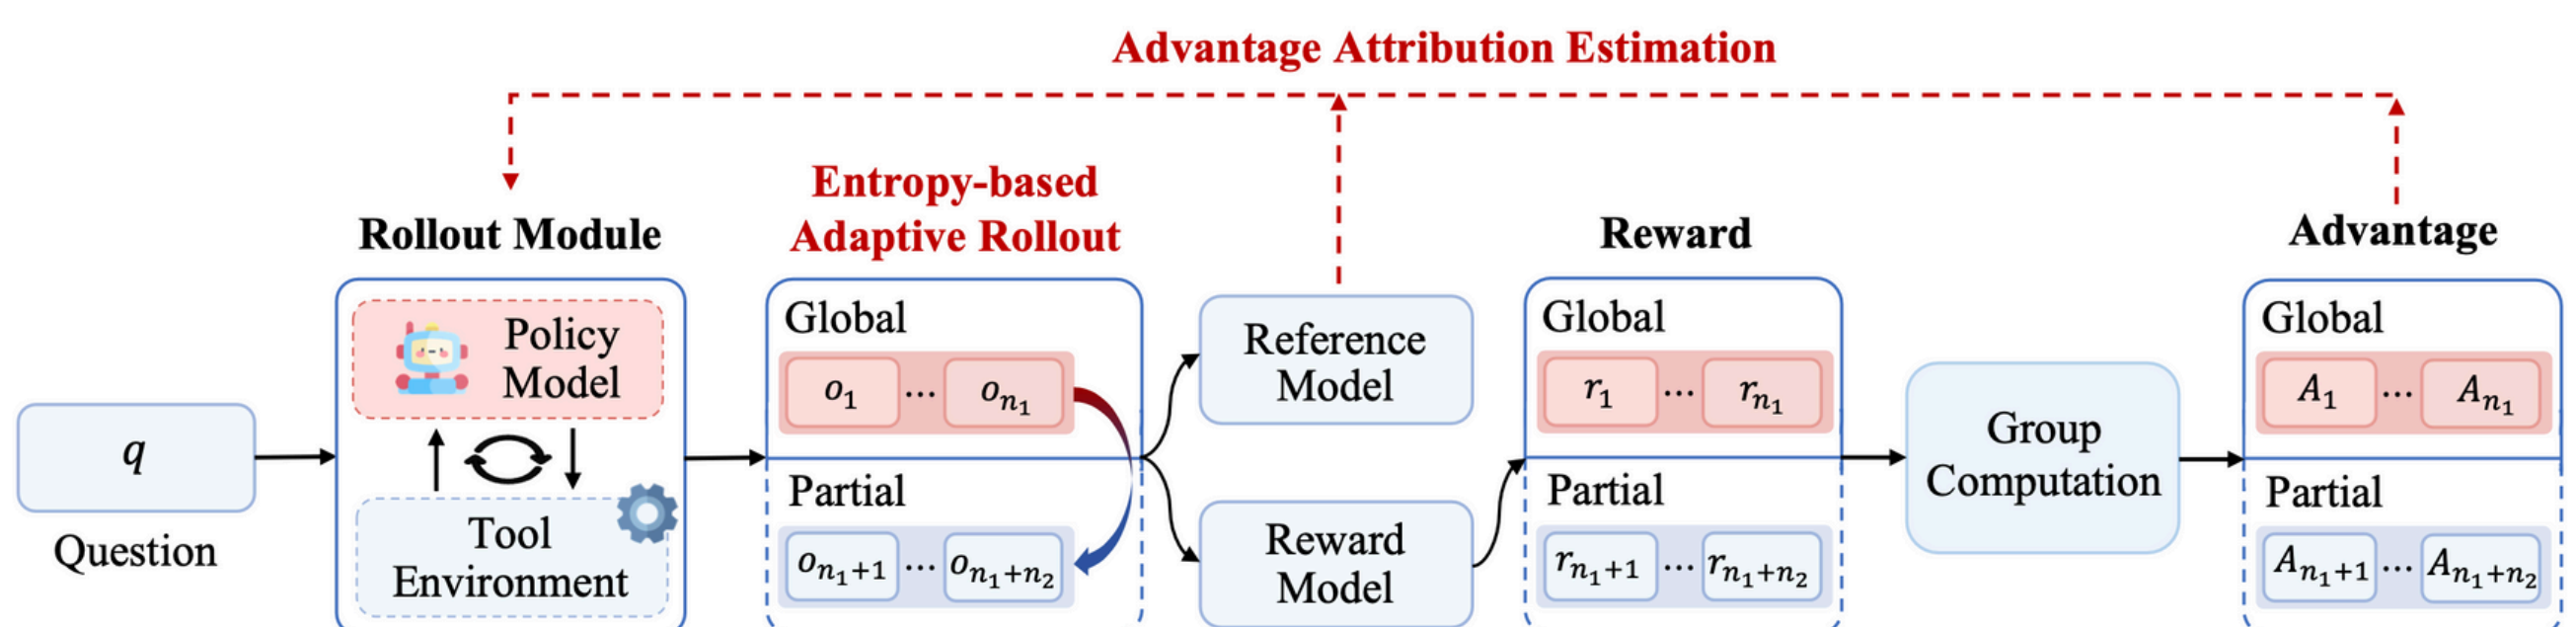 Advantage Attribution Estimation
Entropy-based
Adaptive Rollout
Rollout Module
Reward
Advantage
Policy
Model
Tool
Environment
q
Question
Global
o₁ ... oₙ₁
Partial
oₙ₁₊₁ ... oₙ₁₊ₙ₂
Reference
Model
Reward
Model
Global
r₁ ... rₙ₁
Partial
rₙ₁₊₁ ... rₙ₁₊ₙ₂
Group
Computation
Global
A₁ ... Aₙ₁
Partial
Aₙ₁₊₁ ... Aₙ₁₊ₙ₂